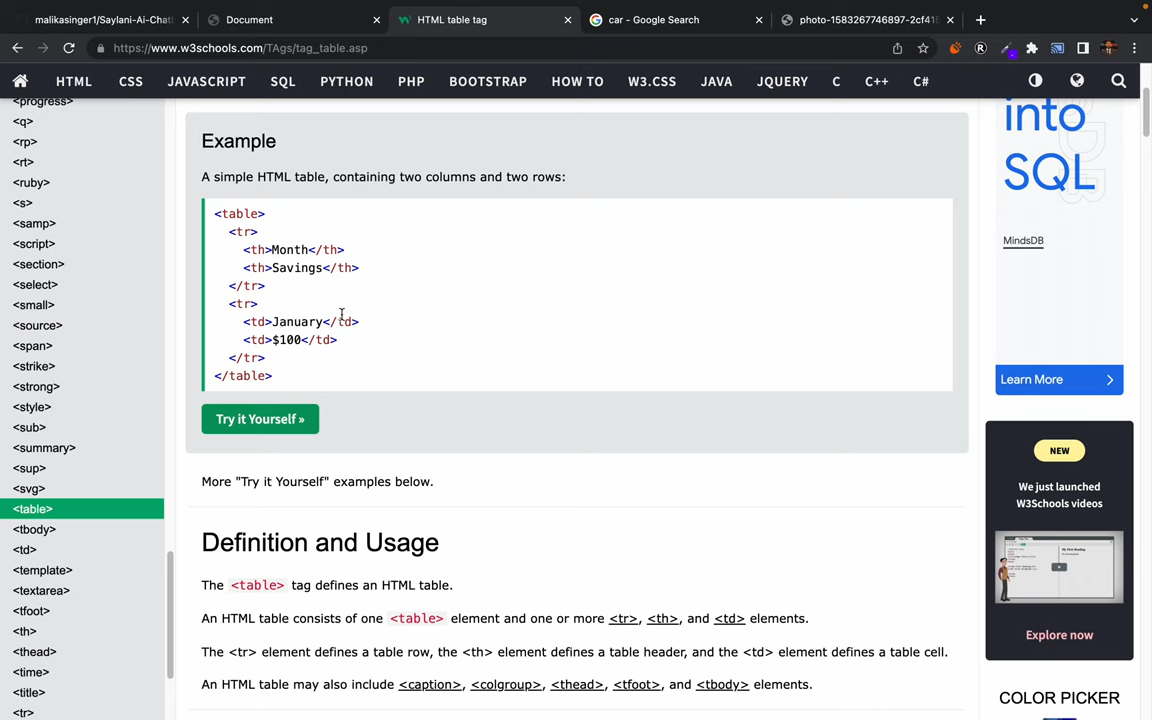 malikasinger1/Saylani-Ai-Chatb
Document
HTML table tag
car - Google Search
photo-1583267746897-2cf415
https://www.w3schools.com/TAgs/tag_table.asp
HTML
CSS
JAVASCRIPT
SQL
PYTHON
PHP
BOOTSTRAP
HOW TO
W3.CSS
JAVA
JQUERY
C
C++
C#
<progress>
<q>
<rp>
<rt>
<ruby>
<s>
<samp>
<script>
<section>
<select>
<small>
<source>
<span>
<strike>
<strong>
<style>
<sub>
<summary>
<sup>
<svg>
<table>
<tbody>
<td>
<template>
<textarea>
<tfoot>
<th>
<thead>
<time>
<title>
<tr>
Example
A simple HTML table, containing two columns and two rows:
<table>
<tr>
<th>Month</th>
<th>Savings</th>
</tr>
<tr>
<td>January</td>
<td>$100</td>
</tr>
</table>
Try it Yourself »
More "Try it Yourself" examples below.
Definition and Usage
The <table> tag defines an HTML table.
An HTML table consists of one <table> element and one or more <tr>, <th>, and <td> elements.
The <tr> element defines a table row, the <th> element defines a table header, and the <td> element defines a table cell.
An HTML table may also include <caption>, <colgroup>, <thead>, <tfoot>, and <tbody> elements.
into
SQL
MindsDB
Learn More
NEW
We just launched
W3Schools videos
Explore now
COLOR PICKER